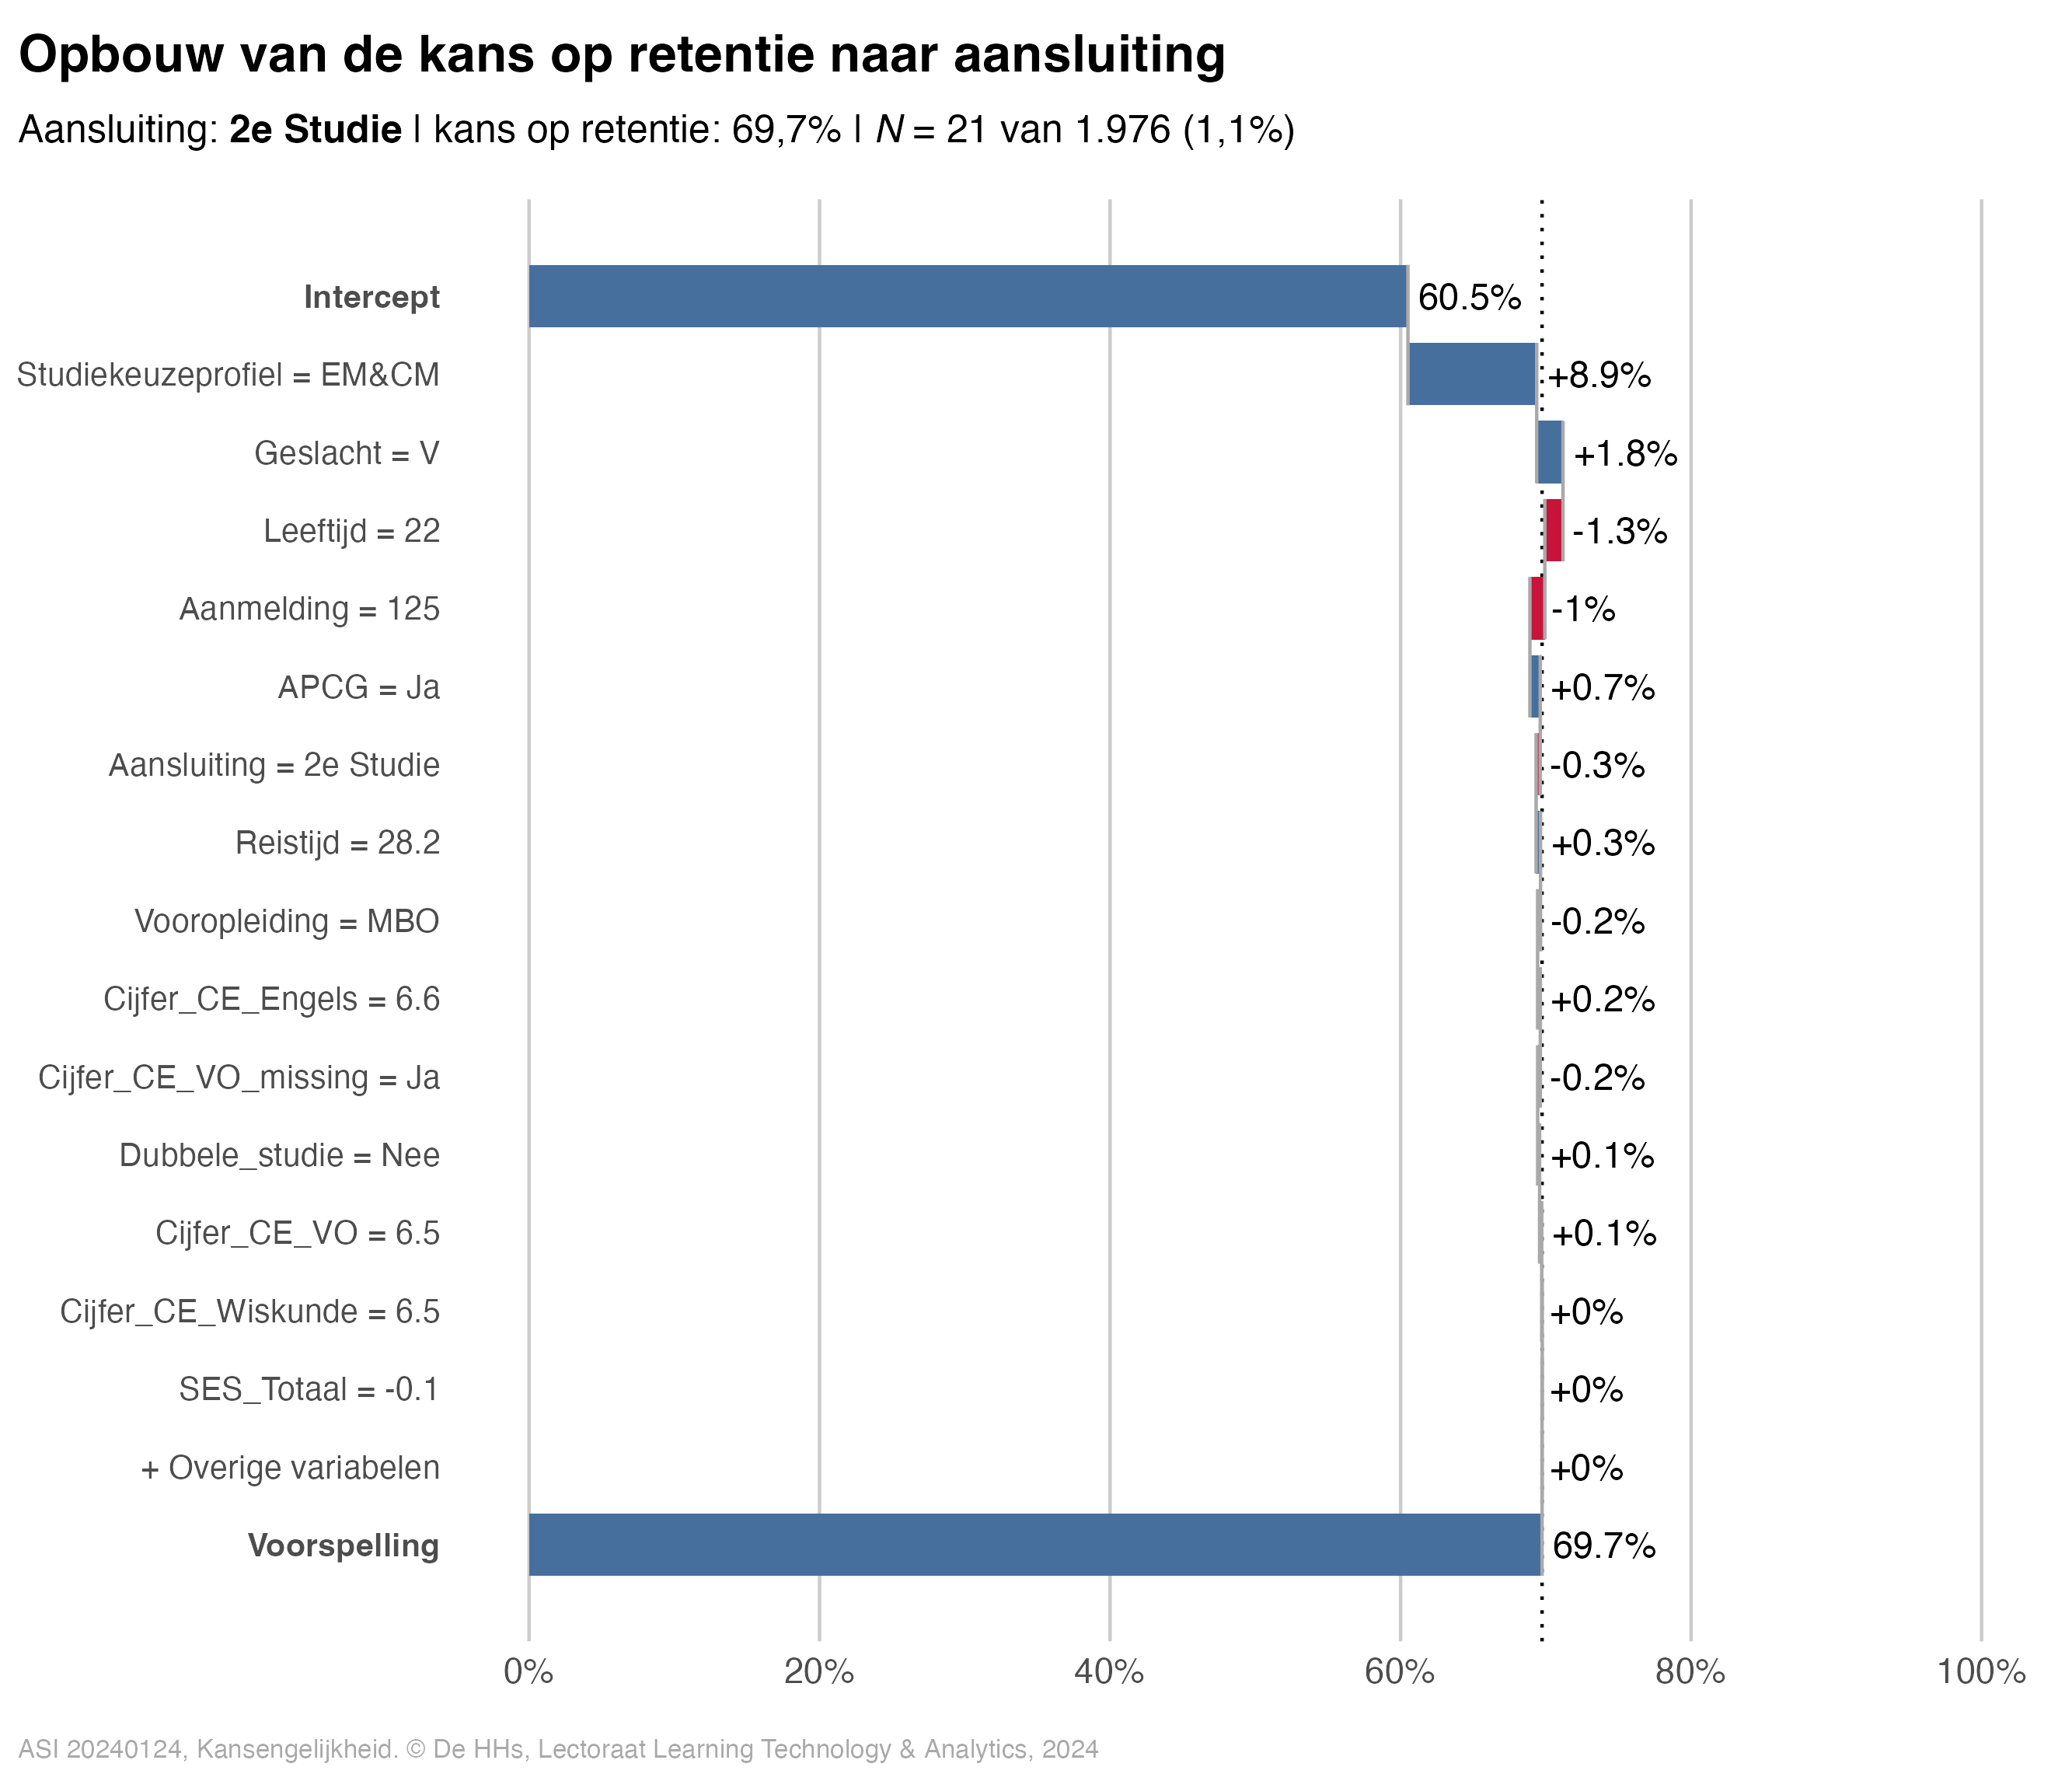 Opbouw van de kans op retentie naar aansluiting
Aansluiting: 2e Studie | kans op retentie: 69,7% | N = 21 van 1.976 (1,1%)
Intercept 60.5%
Studiekeuzeprofiel = EM&CM +8.9%
Geslacht = V +1.8%
Leeftijd = 22 -1.3%
Aanmelding = 125 -1%
APCG = Ja +0.7%
Aansluiting = 2e Studie -0.3%
Reistijd = 28.2 +0.3%
Vooropleiding = MBO -0.2%
Cijfer_CE_Engels = 6.6 +0.2%
Cijfer_CE_VO_missing = Ja -0.2%
Dubbele_studie = Nee +0.1%
Cijfer_CE_VO = 6.5 +0.1%
Cijfer_CE_Wiskunde = 6.5 +0%
SES_Totaal = -0.1 +0%
+ Overige variabelen +0%
Voorspelling 69.7%
0% 20% 40% 60% 80% 100%
ASI 20240124, Kansengelijkheid. © De HHs, Lectoraat Learning Technology & Analytics, 2024